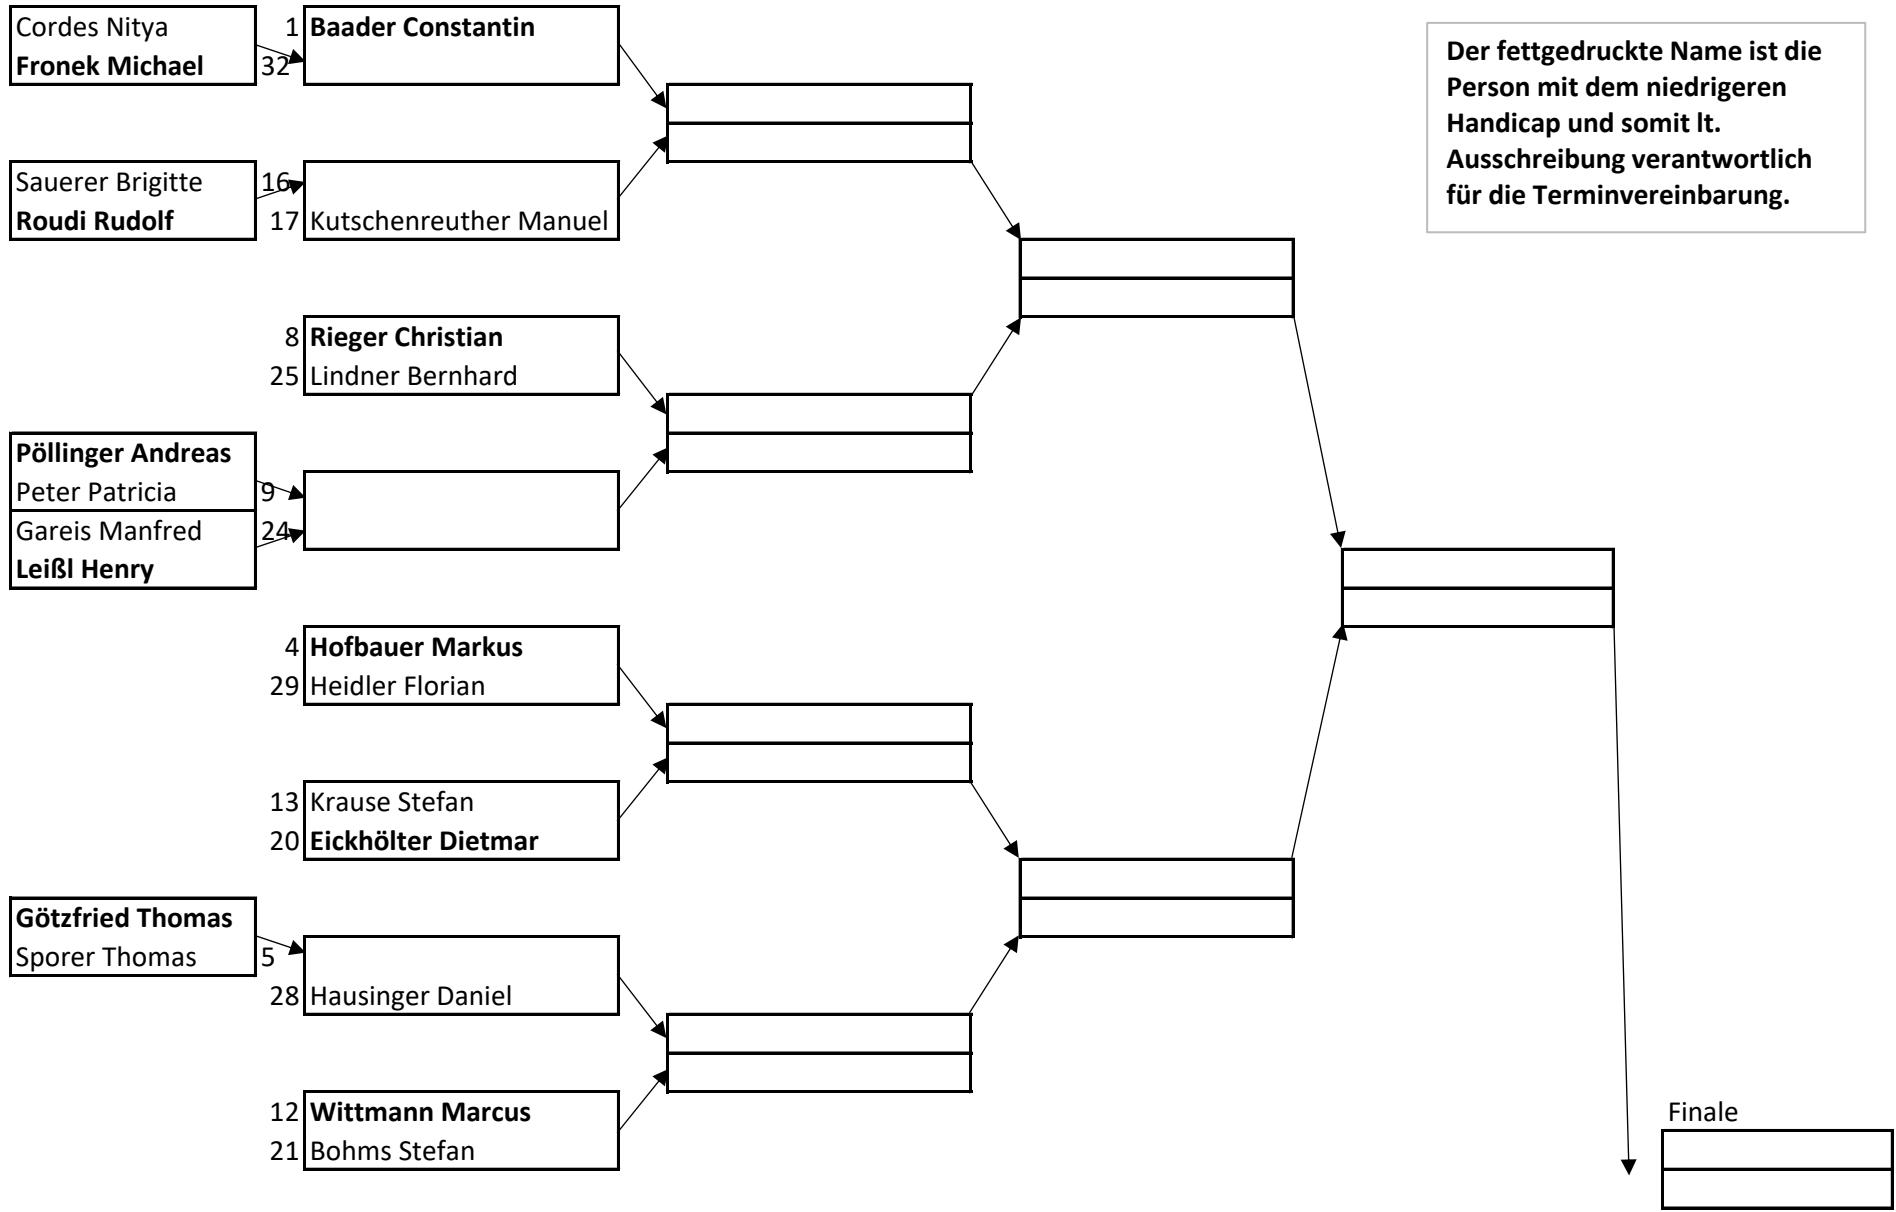 Cordes Nitya
Fronek Michael
1 Baader Constantin
32
Der fettgedruckte Name ist die
Person mit dem niedrigeren
Handicap und somit lt.
Ausschreibung verantwortlich
für die Terminvereinbarung.
Sauerer Brigitte
Roudi Rudolf
16
17 Kutschenreuther Manuel
8 Rieger Christian
25 Lindner Bernhard
Pöllinger Andreas
Peter Patricia
9
Gareis Manfred
24
Leißl Henry
4 Hofbauer Markus
29 Heidler Florian
13 Krause Stefan
20 Eickhölter Dietmar
Götzfried Thomas
Sporer Thomas
5
28 Hausinger Daniel
12 Wittmann Marcus
21 Bohms Stefan
Finale